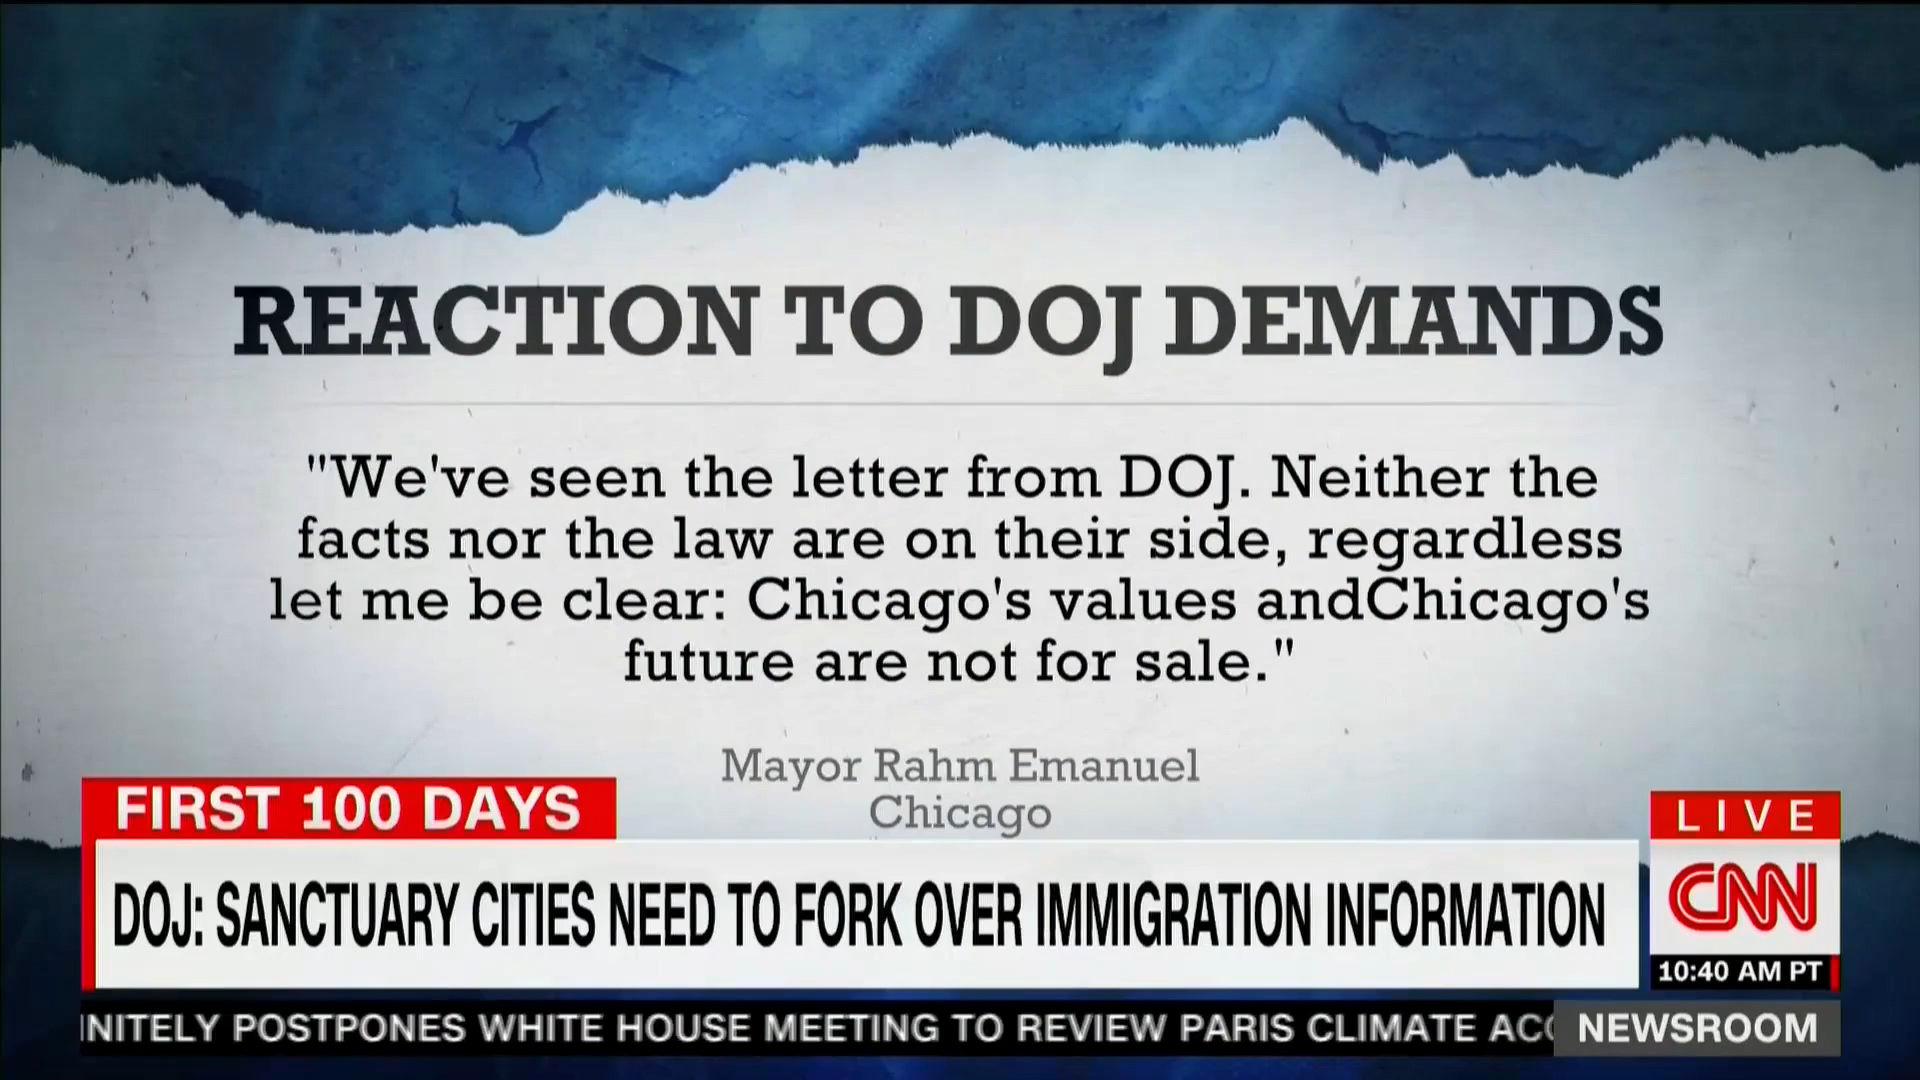 REACTION TO DOJ DEMANDS
"We've seen the letter from DOJ. Neither the
facts nor the law are on their side, regardless
let me be clear: Chicago's values andChicago's
future are not for sale."
Mayor Rahm Emanuel
Chicago
FIRST 100 DAYS
DOJ: SANCTUARY CITIES NEED TO FORK OVER IMMIGRATION INFORMATION
LIVE
CNN
10:40 AM PT
NITELY POSTPONES WHITE HOUSE MEETING TO REVIEW PARIS CLIMATE ACC
NEWSROOM